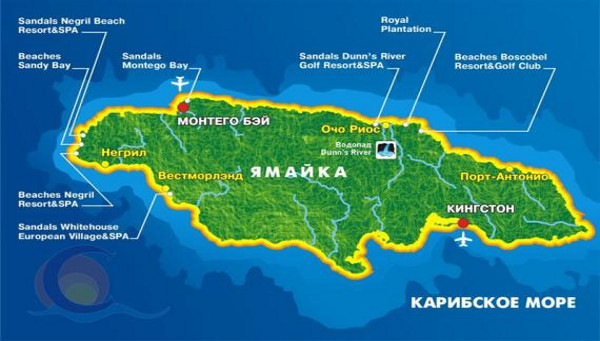 Sandals Negril Beach
Resort&SPA
Beaches
Sandy Bay
Sandals
Montego Bay
Sandals Dunn's River
Golf Resort&SPA
Royal
Plantation
Beaches Boscobel
Resort&Golf Club
МОНТЕГО БЭЙ
Очо Риос
Водопад
Dunn's River
Негрил
Вестморлэнд
ЯМАЙКА
Порт-Антонио
КИНГСТОН
Beaches Negril
Resort&SPA
Sandals Whitehouse
European Village&SPA
КАРИБСКОЕ МОРЕ